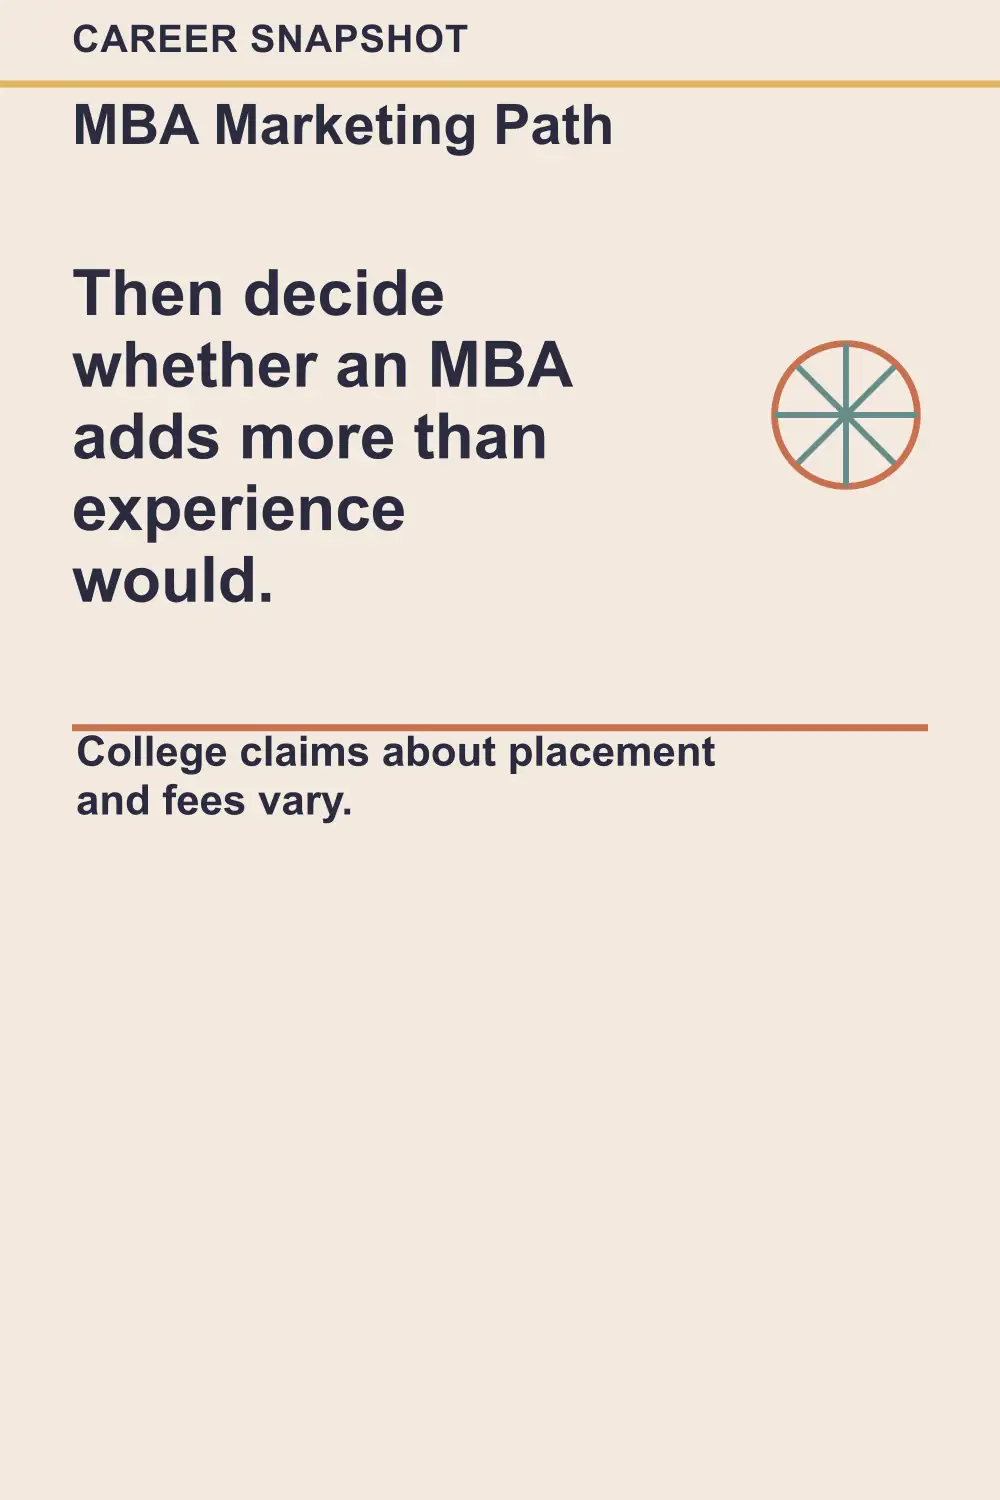 CAREER SNAPSHOT
MBA Marketing Path
Then decide
whether an MBA
adds more than
experience
would.
College claims about placement
and fees vary.